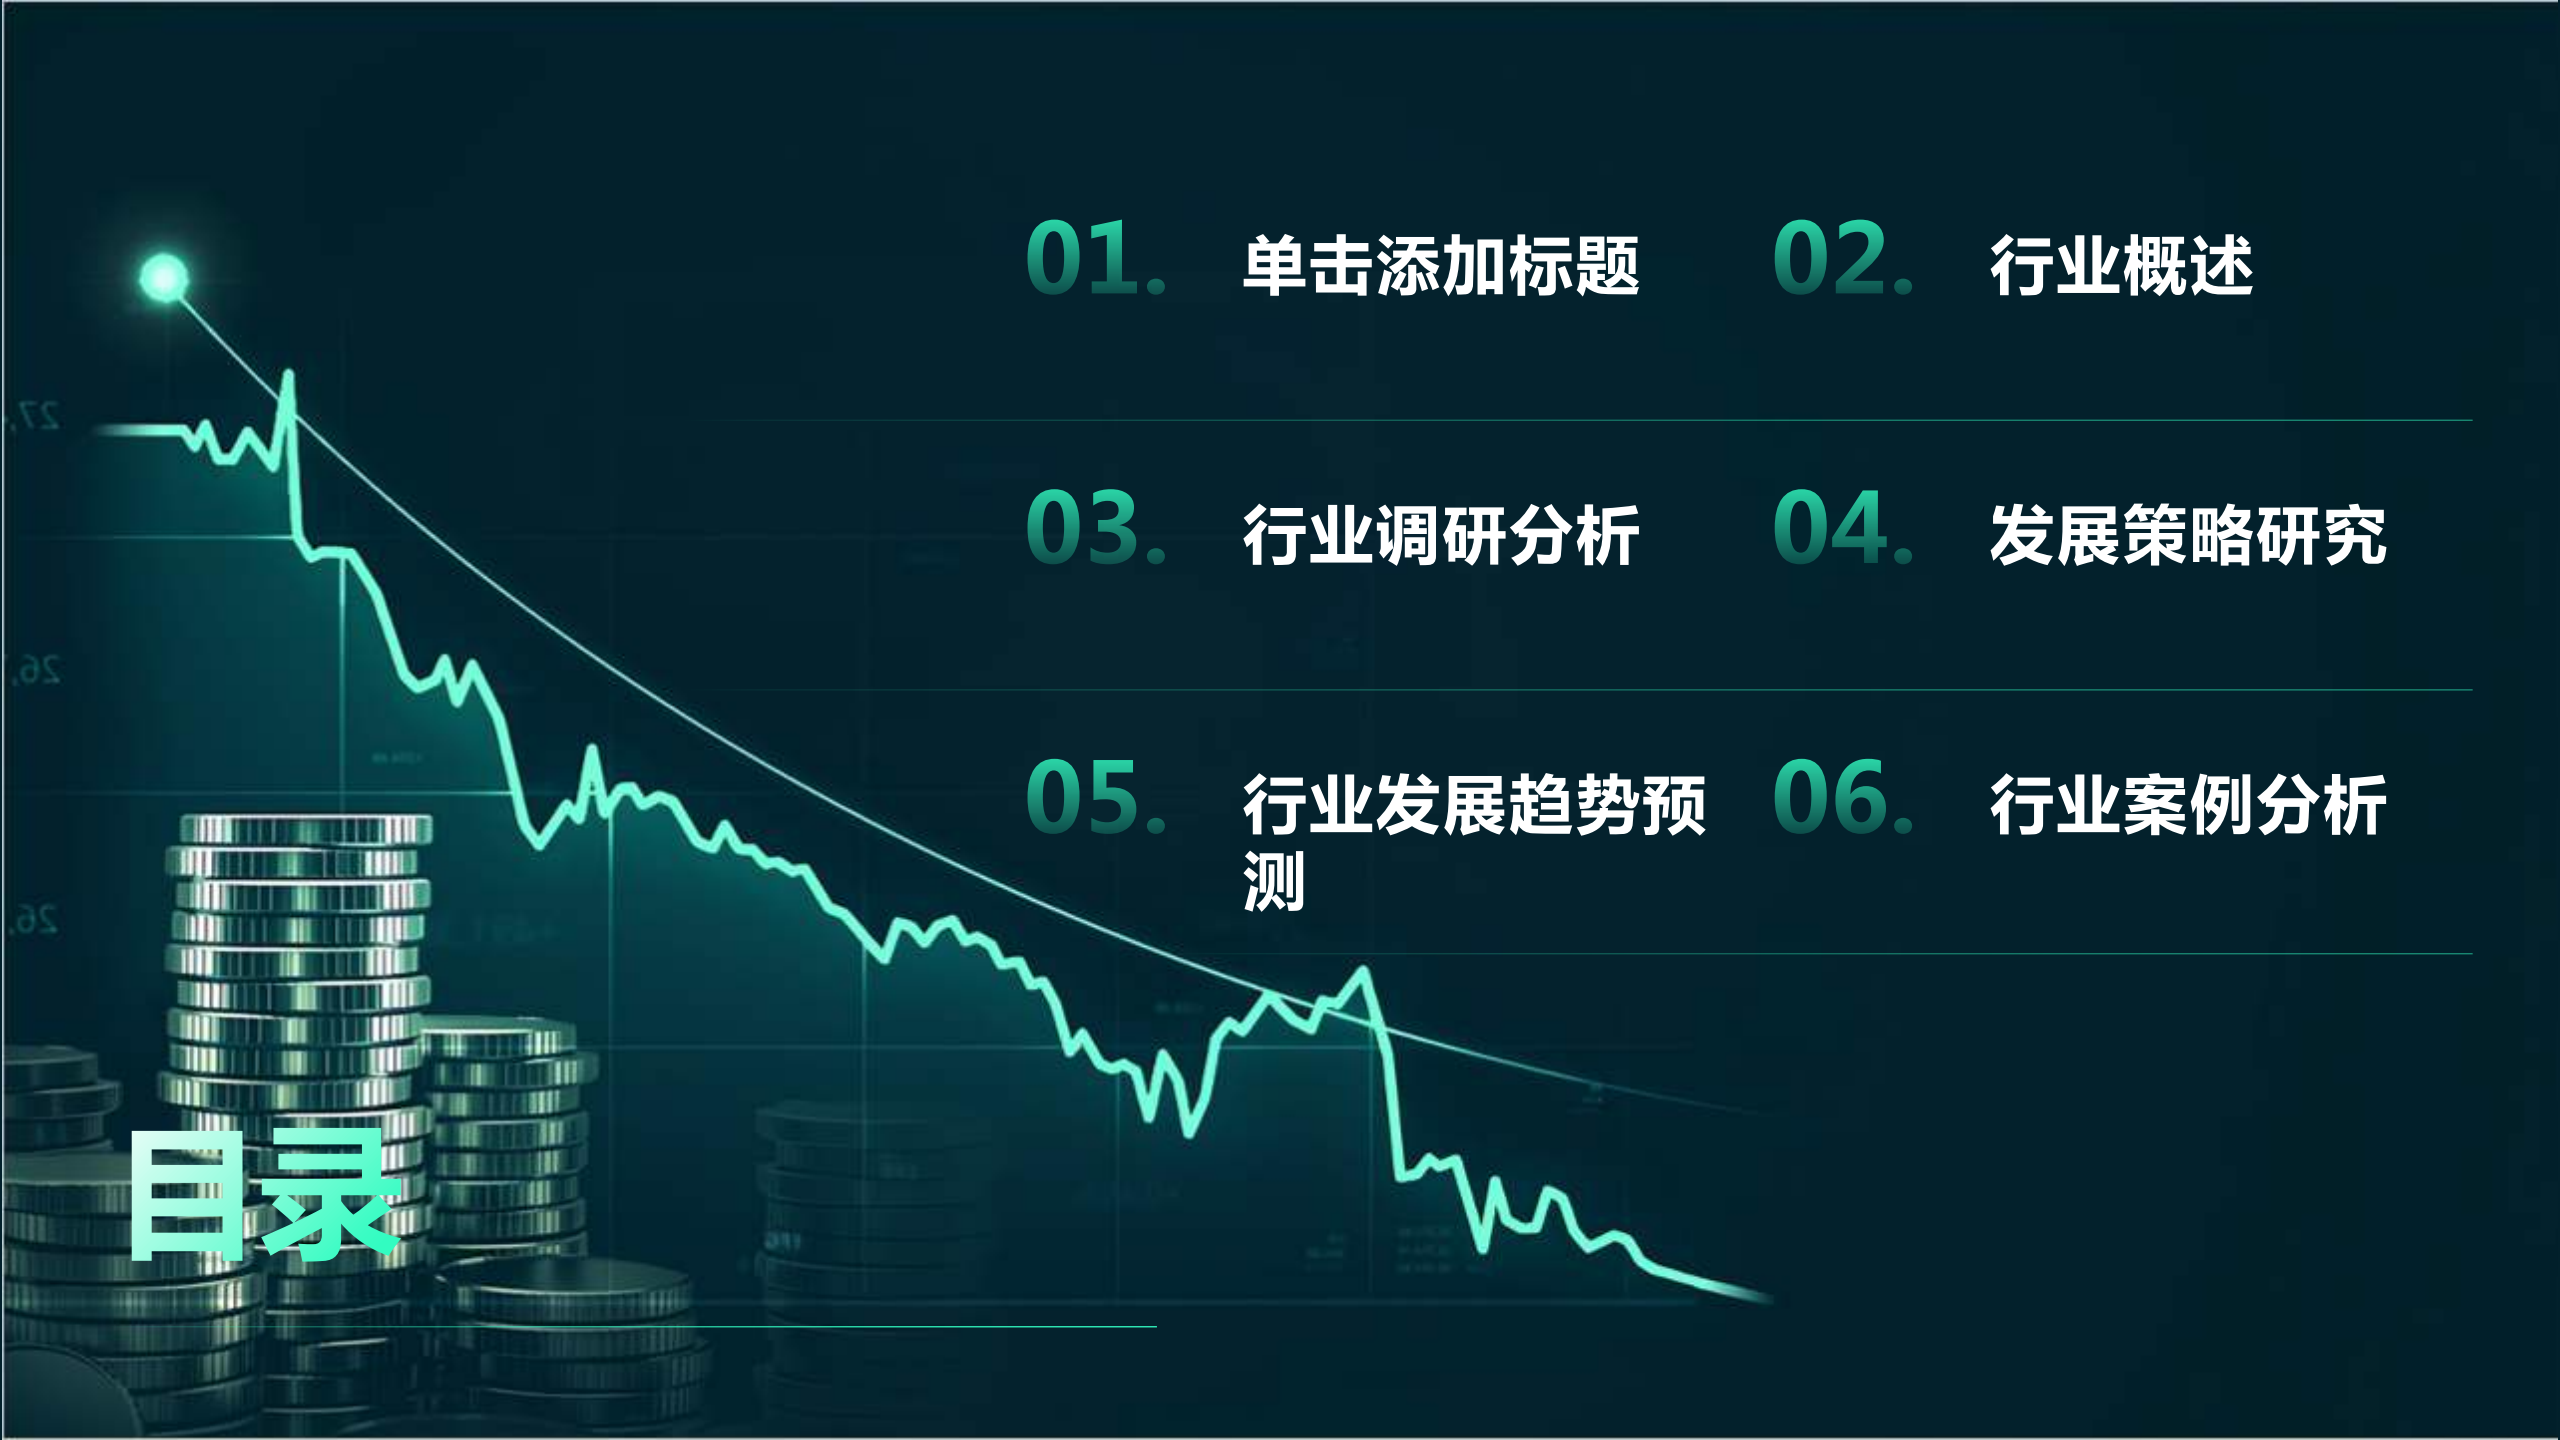 01. 单击添加标题
02. 行业概述
03. 行业调研分析
04. 发展策略研究
05. 行业发展趋势预
测
06. 行业案例分析
目录